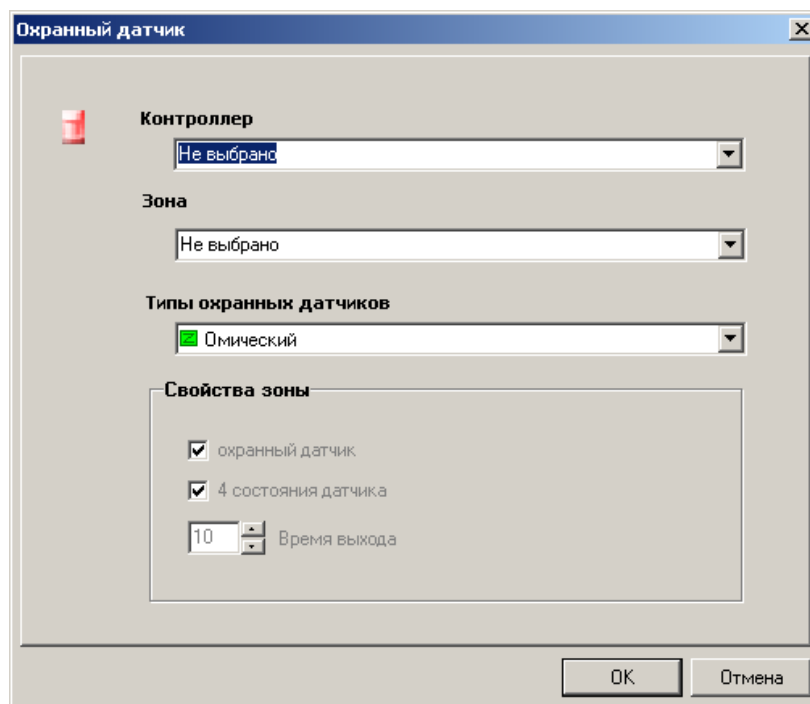 Охранный датчик
Контроллер
Не выбрано
Зона
Не выбрано
Типы охранных датчиков
Омический
Свойства зоны
охранный датчик
4 состояния датчика
10 Время выхода
OK Отмена